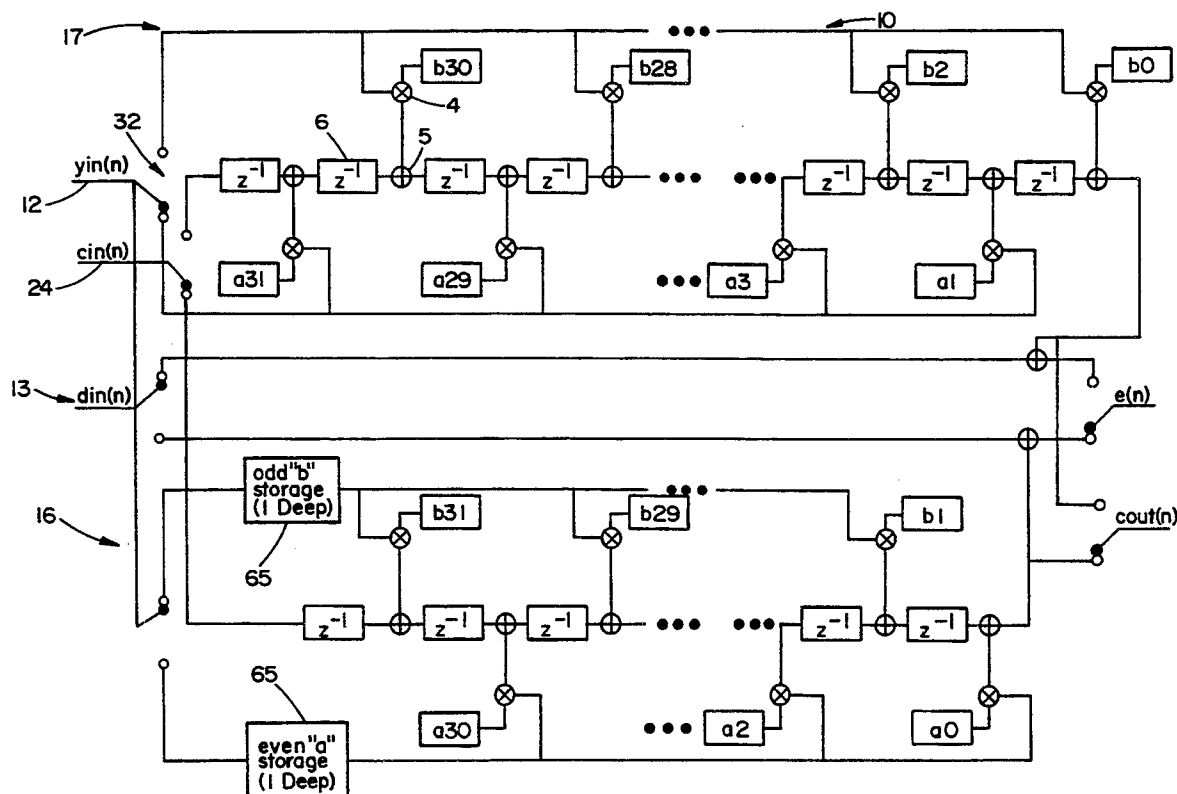 17
10
b30
b28
b2
b0
4
32
6
5
yin(n)
z⁻¹
z⁻¹
z⁻¹
z⁻¹
z⁻¹
z⁻¹
z⁻¹
12
cin(n)
24
a31
a29
a3
a1
13
din(n)
e(n)
odd "b"
storage
(1 Deep)
b31
b29
b1
16
65
cout(n)
z⁻¹
z⁻¹
z⁻¹
z⁻¹
z⁻¹
65
a30
a2
a0
even "a"
storage
(1 Deep)